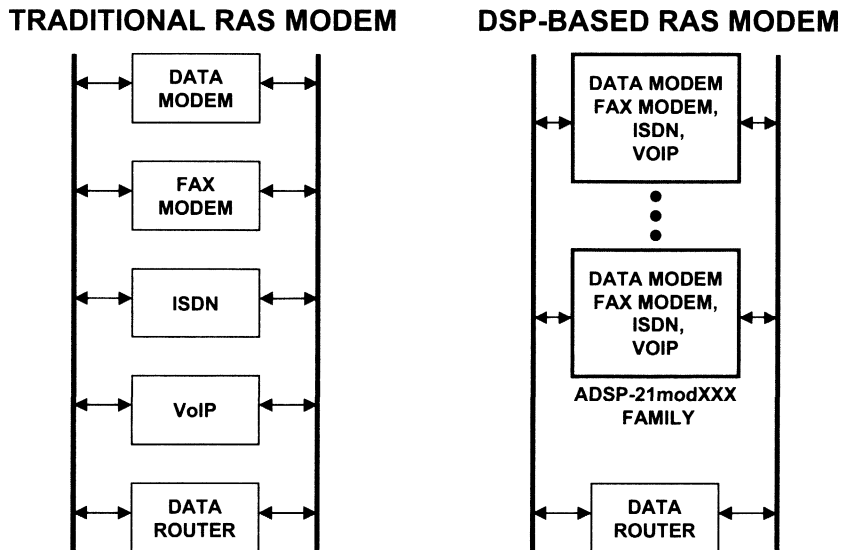 TRADITIONAL RAS MODEM
DATA
MODEM
FAX
MODEM
ISDN
VoIP
DATA
ROUTER
DSP-BASED RAS MODEM
DATA MODEM
FAX MODEM,
ISDN,
VOIP
DATA MODEM
FAX MODEM,
ISDN,
VOIP
ADSP-21modXXX
FAMILY
DATA
ROUTER